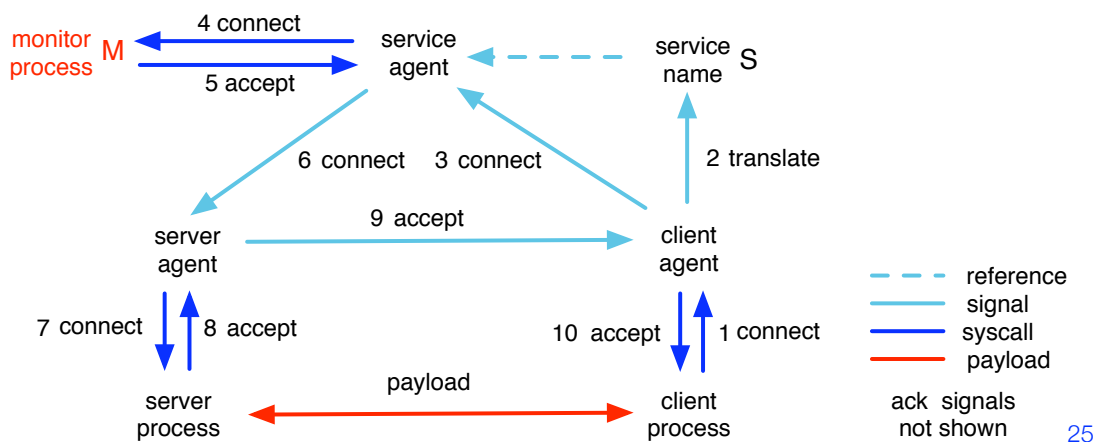 4 connect
monitor
process M
service
agent
service
name S
5 accept
6 connect
3 connect
2 translate
9 accept
server
agent
client
agent
reference
signal
syscall
payload
7 connect
8 accept
10 accept
1 connect
payload
server
process
client
process
ack signals
not shown
25